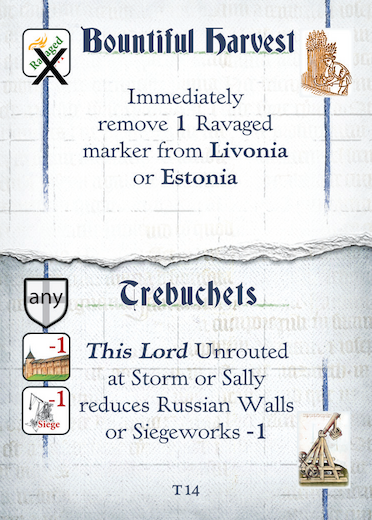 Ravaged
Bountiful Harvest
Immediately
remove 1 Ravaged
marker from Livonia
or Estonia
any
Trebuchets
-1
This Lord Unrouted
at Storm or Sally
-1
Siege
reduces Russian Walls
or Siegeworks -1
T14